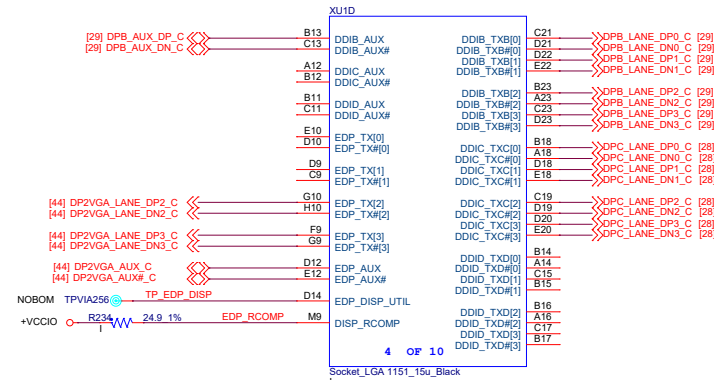 XU1D
[29] DPB_AUX_DP_C B13 DDIB_AUX DDIB_TXB[0] C21 DPB_LANE_DP0_C [29]
[29] DPB_AUX_DN_C C13 DDIB_AUX# DDIB_TXB#[0] D21 DPB_LANE_DN0_C [29]
DDIB_TXB[1] D22 DPB_LANE_DP1_C [29]
A12 DDIC_AUX DDIB_TXB#[1] E22 DPB_LANE_DN1_C [29]
B12 DDIC_AUX#
DDIB_TXB[2] B23 DPB_LANE_DP2_C [29]
B11 DDID_AUX DDIB_TXB#[2] A23 DPB_LANE_DN2_C [29]
C11 DDID_AUX# DDIB_TXB[3] C23 DPB_LANE_DP3_C [29]
DDIB_TXB#[3] D23 DPB_LANE_DN3_C [29]
E10 EDP_TX[0]
D10 EDP_TX#[0] DDIC_TXC[0] B18 DPC_LANE_DP0_C [28]
DDIC_TXC#[0] A18 DPC_LANE_DN0_C [28]
D9 EDP_TX[1] DDIC_TXC[1] D18 DPC_LANE_DP1_C [28]
C9 EDP_TX#[1] DDIC_TXC#[1] E18 DPC_LANE_DN1_C [28]
[44] DP2VGA_LANE_DP2_C G10 EDP_TX[2] DDIC_TXC[2] C19 DPC_LANE_DP2_C [28]
[44] DP2VGA_LANE_DN2_C H10 EDP_TX#[2] DDIC_TXC#[2] D19 DPC_LANE_DN2_C [28]
DDIC_TXC[3] D20 DPC_LANE_DP3_C [28]
[44] DP2VGA_LANE_DP3_C F9 EDP_TX[3] DDIC_TXC#[3] E20 DPC_LANE_DN3_C [28]
[44] DP2VGA_LANE_DN3_C G9 EDP_TX#[3]
DDID_TXD[0] B14
[44] DP2VGA_AUX_C D12 EDP_AUX DDID_TXD#[0] A14
[44] DP2VGA_AUX#_C E12 EDP_AUX# DDID_TXD[1] C15
DDID_TXD#[1] B15
NOBOM TPVIA256 TP_EDP_DISP D14 EDP_DISP_UTIL
DDID_TXD[2] B16
+VCCIO R234 24.9_1% EDP_RCOMP M9 DISP_RCOMP DDID_TXD#[2] A16
I
DDID_TXD[3] C17
DDID_TXD#[3] B17
4 OF 10
Socket_LGA 1151_15u_Black